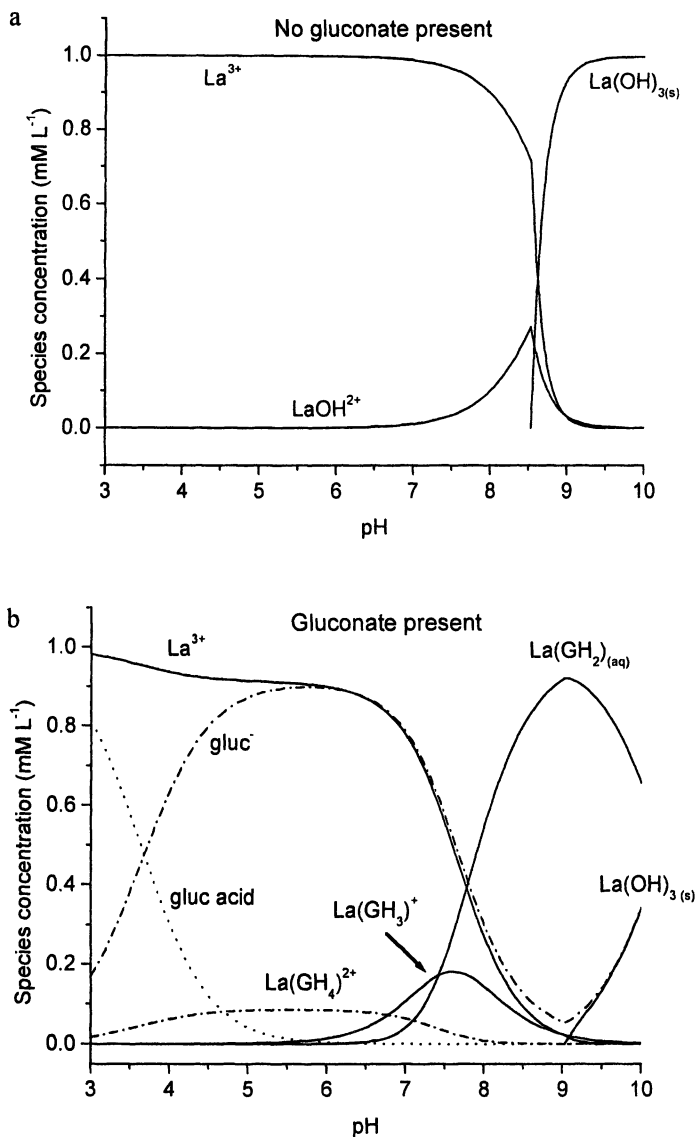 a
No gluconate present
La³⁺
La(OH)₃₍ₛ₎
LaOH²⁺
Species concentration (mM L⁻¹)
1.0
0.8
0.6
0.4
0.2
0.0
3 4 5 6 7 8 9 10
pH
b
Gluconate present
La³⁺
La(GH₂)₍ₐq₎
gluc⁻
gluc acid
La(GH₃)⁺
La(OH)₃ ₍ₛ₎
La(GH₄)²⁺
Species concentration (mM L⁻¹)
1.0
0.8
0.6
0.4
0.2
0.0
3 4 5 6 7 8 9 10
pH